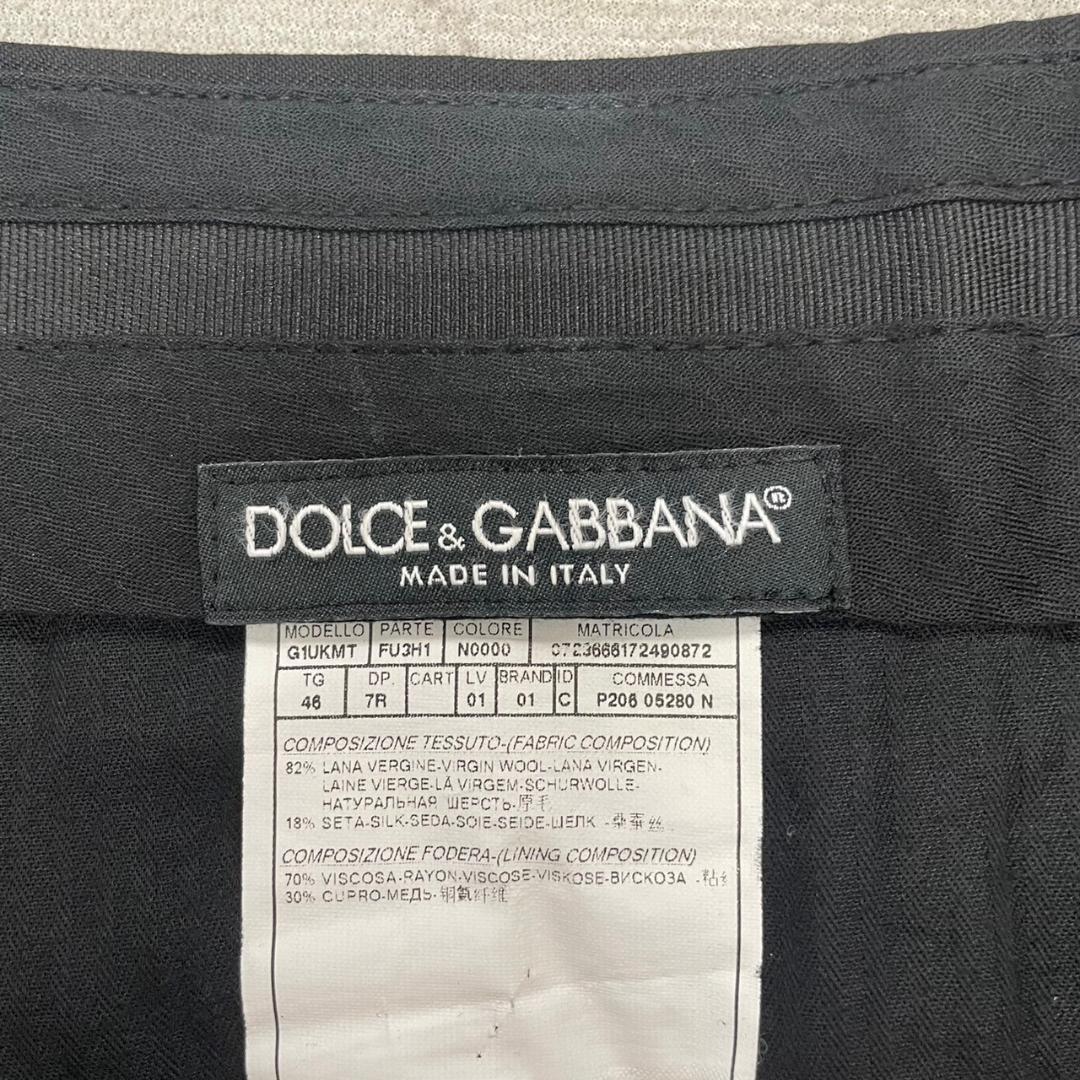 DOLCE & GABBANA®
MADE IN ITALY
MODELLO PARTE COLORE MATRICOLA
G1UKMT FU3H1 N0000 0723666172490872
TG DP. CART LV BRAND ID COMMESSA
46 7R 01 01 C P206 05280 N
COMPOSIZIONE TESSUTO-(FABRIC COMPOSITION)
82% LANA VERGINE-VIRGIN WOOL-LANA VIRGEN-
LAINE VIERGE-LÃ VIRGEM-SCHURWOLLE-
НАТУРАЛЬНАЯ ШЕРСТЬ-原毛
18% SETA-SILK-SEDA-SOIE-SEIDE-ШЕЛК -桑蚕丝
COMPOSIZIONE FODERA-(LINING COMPOSITION)
70% VISCOSA-RAYON-VISCOSE-VISKOSE-ВИСКОЗА -粘
30% CUPRO-МЕДЬ-铜氨纤维